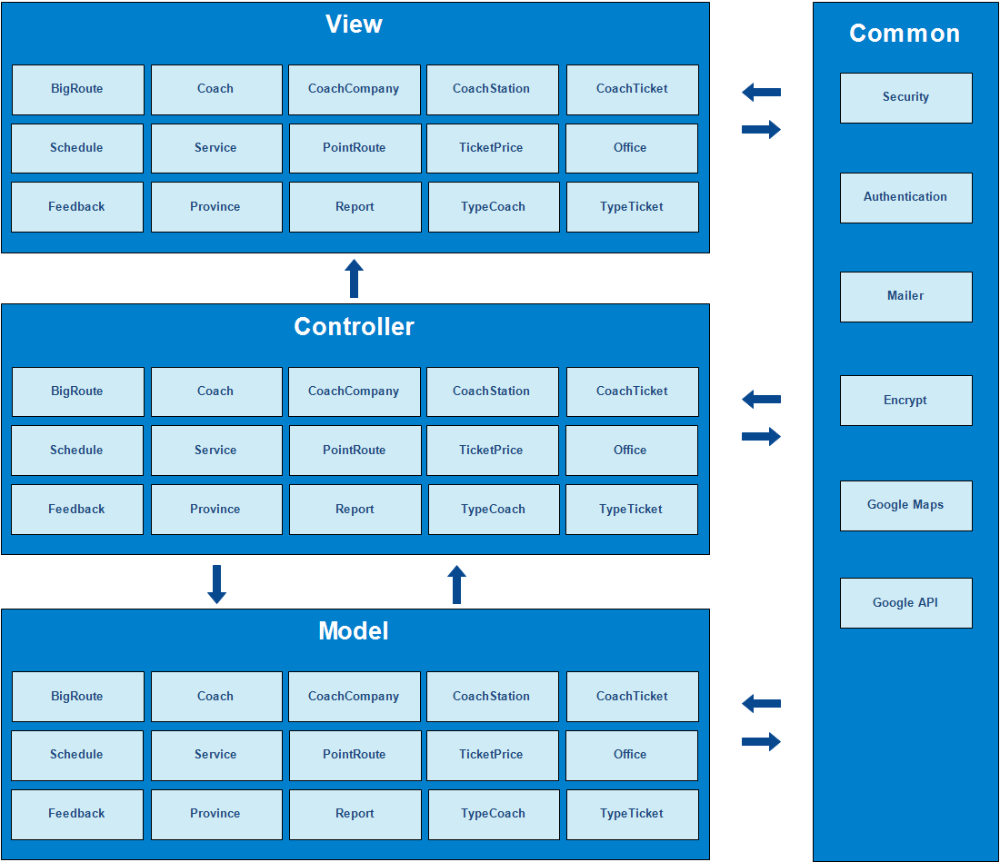 View
BigRoute Coach CoachCompany CoachStation CoachTicket
Schedule Service PointRoute TicketPrice Office
Feedback Province Report TypeCoach TypeTicket
Controller
BigRoute Coach CoachCompany CoachStation CoachTicket
Schedule Service PointRoute TicketPrice Office
Feedback Province Report TypeCoach TypeTicket
Model
BigRoute Coach CoachCompany CoachStation CoachTicket
Schedule Service PointRoute TicketPrice Office
Feedback Province Report TypeCoach TypeTicket
Common
Security
Authentication
Mailer
Encrypt
Google Maps
Google API